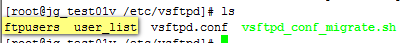 [root@jg_test01v /etc/vsftpd]# ls
ftpusers user_list vsftpd.conf vsftpd_conf_migrate.sh